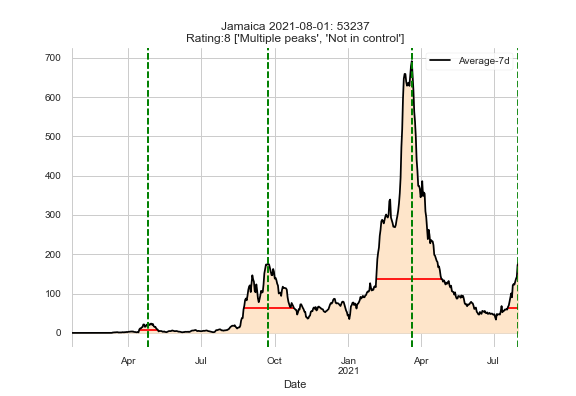 Jamaica 2021-08-01: 53237
Rating:8 ['Multiple peaks', 'Not in control']
Average-7d
700
600
500
400
300
200
100
0
Apr
Jul
Oct
Jan
2021
Apr
Jul
Date